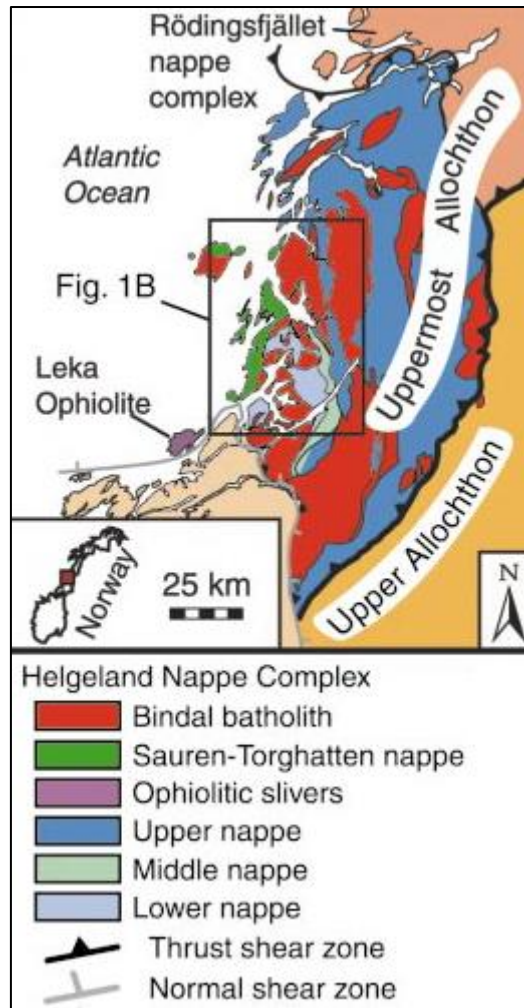 Rödingsfjället
nappe
complex
Atlantic
Ocean
Uppermost Allochthon
Fig. 1B
Leka
Ophiolite
Upper Allochthon
Norway
25 km
N
Helgeland Nappe Complex
Bindal batholith
Sauren-Torghatten nappe
Ophiolitic slivers
Upper nappe
Middle nappe
Lower nappe
Thrust shear zone
Normal shear zone